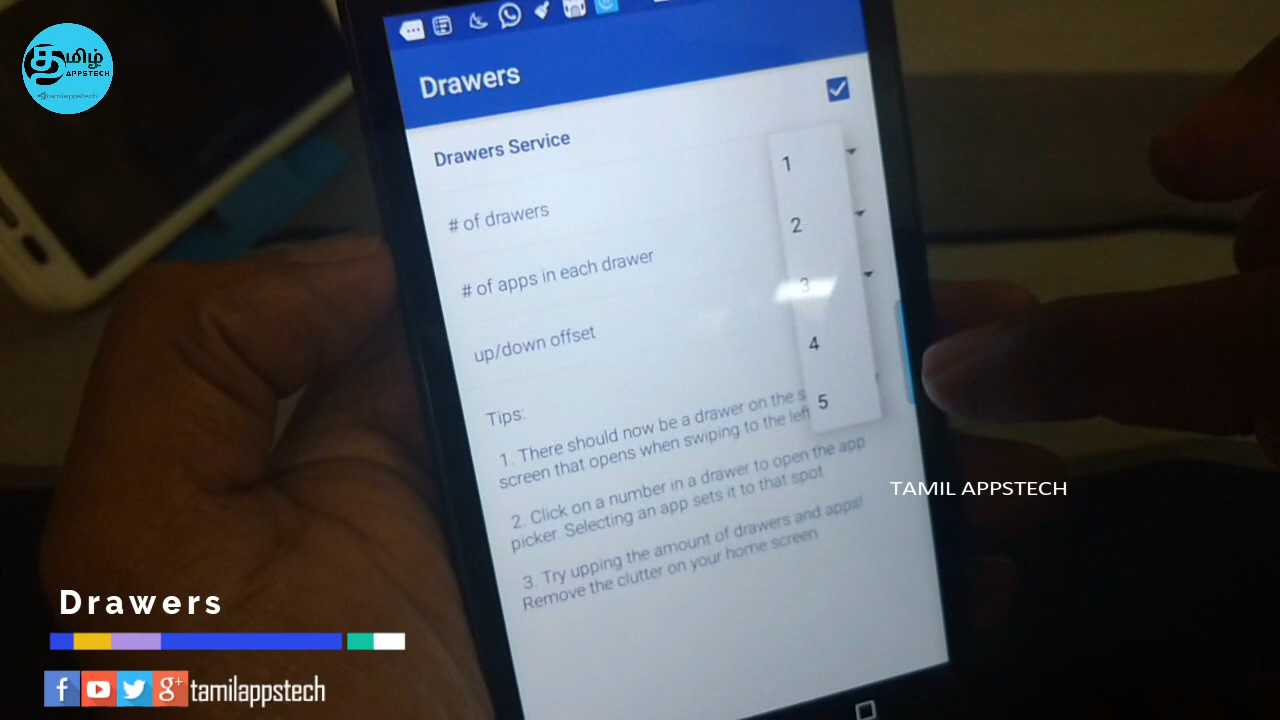 தமிழ்
APPSTECH
tamilappstech
Drawers
Drawers Service
# of drawers
# of apps in each drawer
up/down offset
1
2
3
4
5
Tips:
1. There should now be a drawer on the s
screen that opens when swiping to the left
2. Click on a number in a drawer to open the app
picker. Selecting an app sets it to that spot
3. Try upping the amount of drawers and apps!
Remove the clutter on your home screen
TAMIL APPSTECH
Drawers
tamilappstech